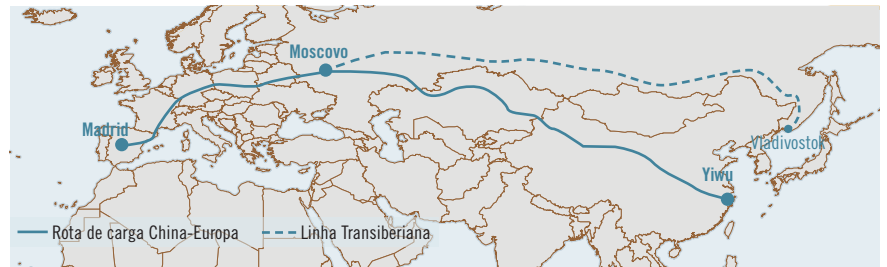 Moscovo
Madrid
Vladivostok
Yiwu
Rota de carga China-Europa
Linha Transiberiana